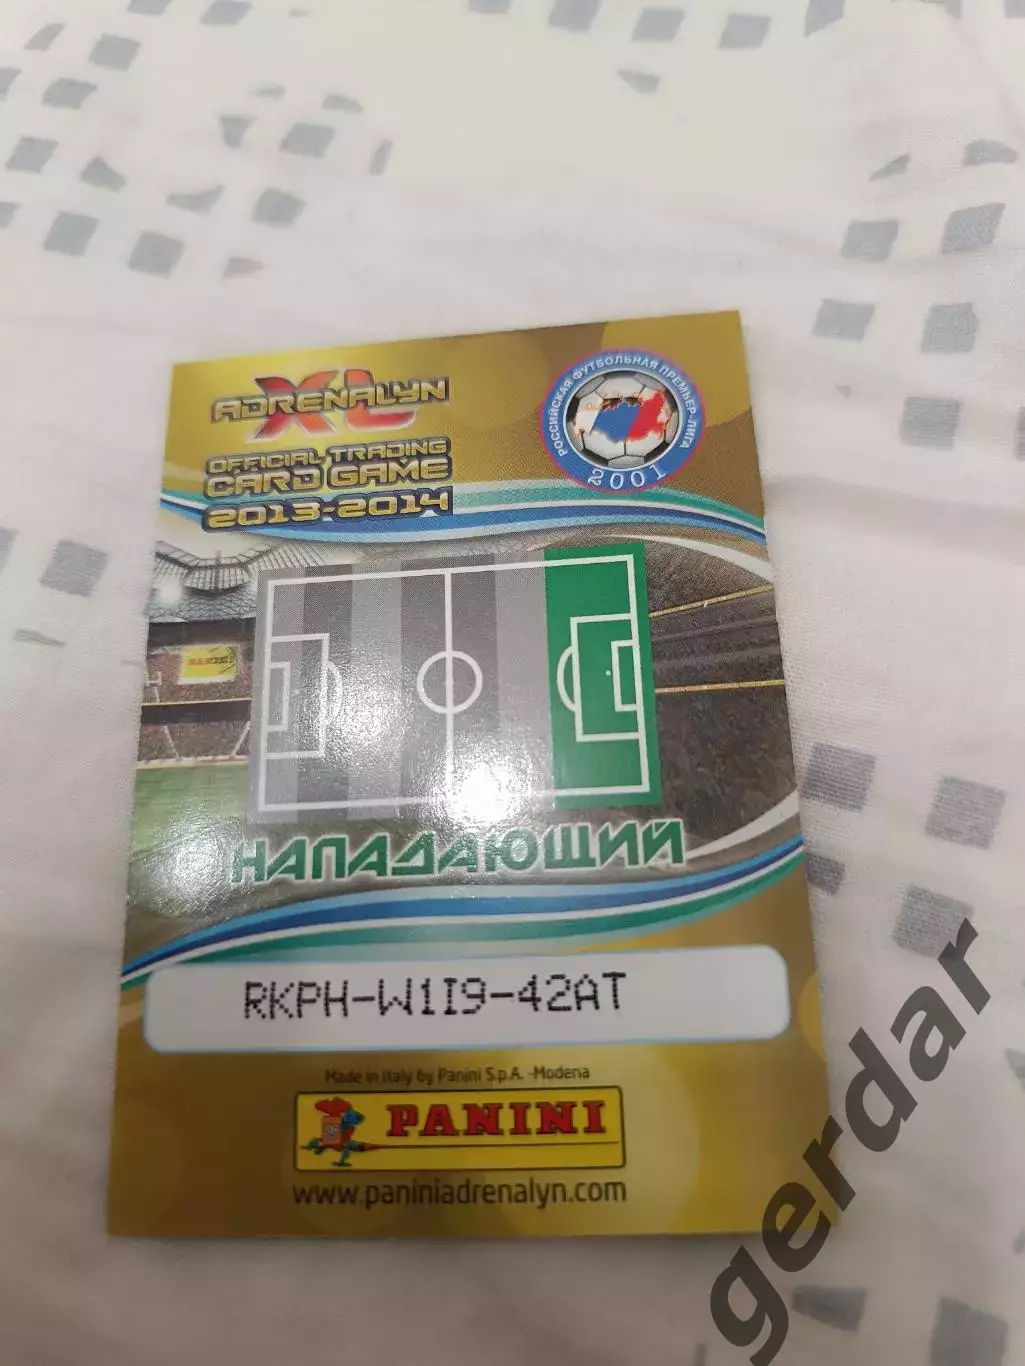 ADRENALYN XL
OFFICIAL TRADING
CARD GAME
2013-2014
РОССИЙСКАЯ ФУТБОЛЬНАЯ ПРЕМЬЕР-ЛИГА
2001
PANINI
НАПАДАЮЩИЙ
RKPH-W1I9-42AT
Made in Italy by Panini S.p.A. -Modena
PANINI
www.paniniadrenalyn.com
gerdar